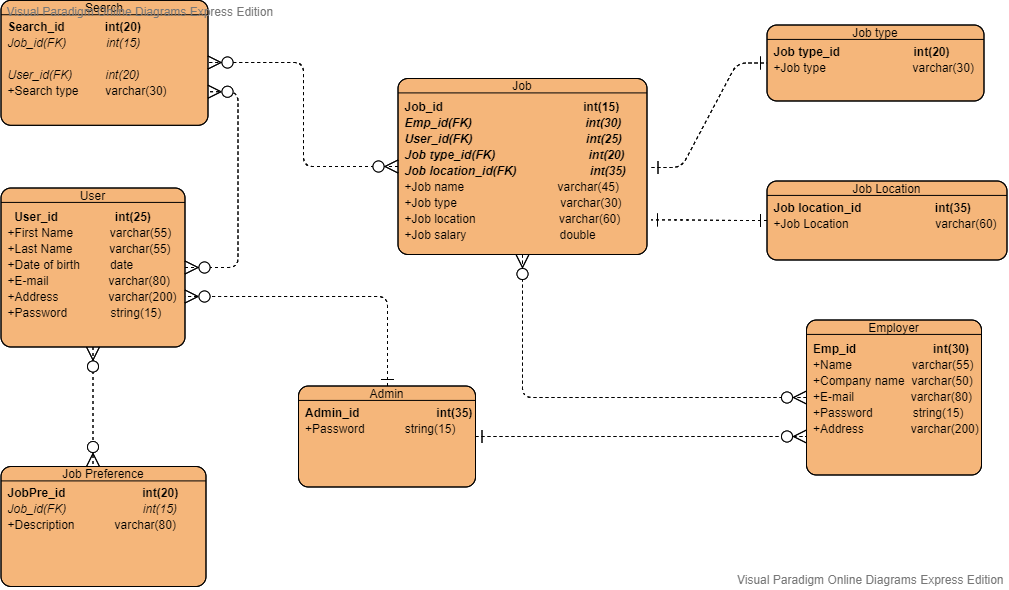 Visual Paradigm Online Diagrams Express Edition
Search
Search_id int(20)
Job_id(FK) int(15)
User_id(FK) int(20)
+Search type varchar(30)
Job type
Job type_id int(20)
+Job type varchar(30)
Job
Job_id int(15)
Emp_id(FK) int(30)
User_id(FK) int(25)
Job type_id(FK) int(20)
Job location_id(FK) int(35)
+Job name varchar(45)
+Job type varchar(30)
+Job location varchar(60)
+Job salary double
Job Location
Job location_id int(35)
+Job Location varchar(60)
User
User_id int(25)
+First Name varchar(55)
+Last Name varchar(55)
+Date of birth date
+E-mail varchar(80)
+Address varchar(200)
+Password string(15)
Employer
Emp_id int(30)
+Name varchar(55)
+Company name varchar(50)
+E-mail varchar(80)
+Password string(15)
+Address varchar(200)
Admin
Admin_id int(35)
+Password string(15)
Job Preference
JobPre_id int(20)
Job_id(FK) int(15)
+Description varchar(80)
Visual Paradigm Online Diagrams Express Edition